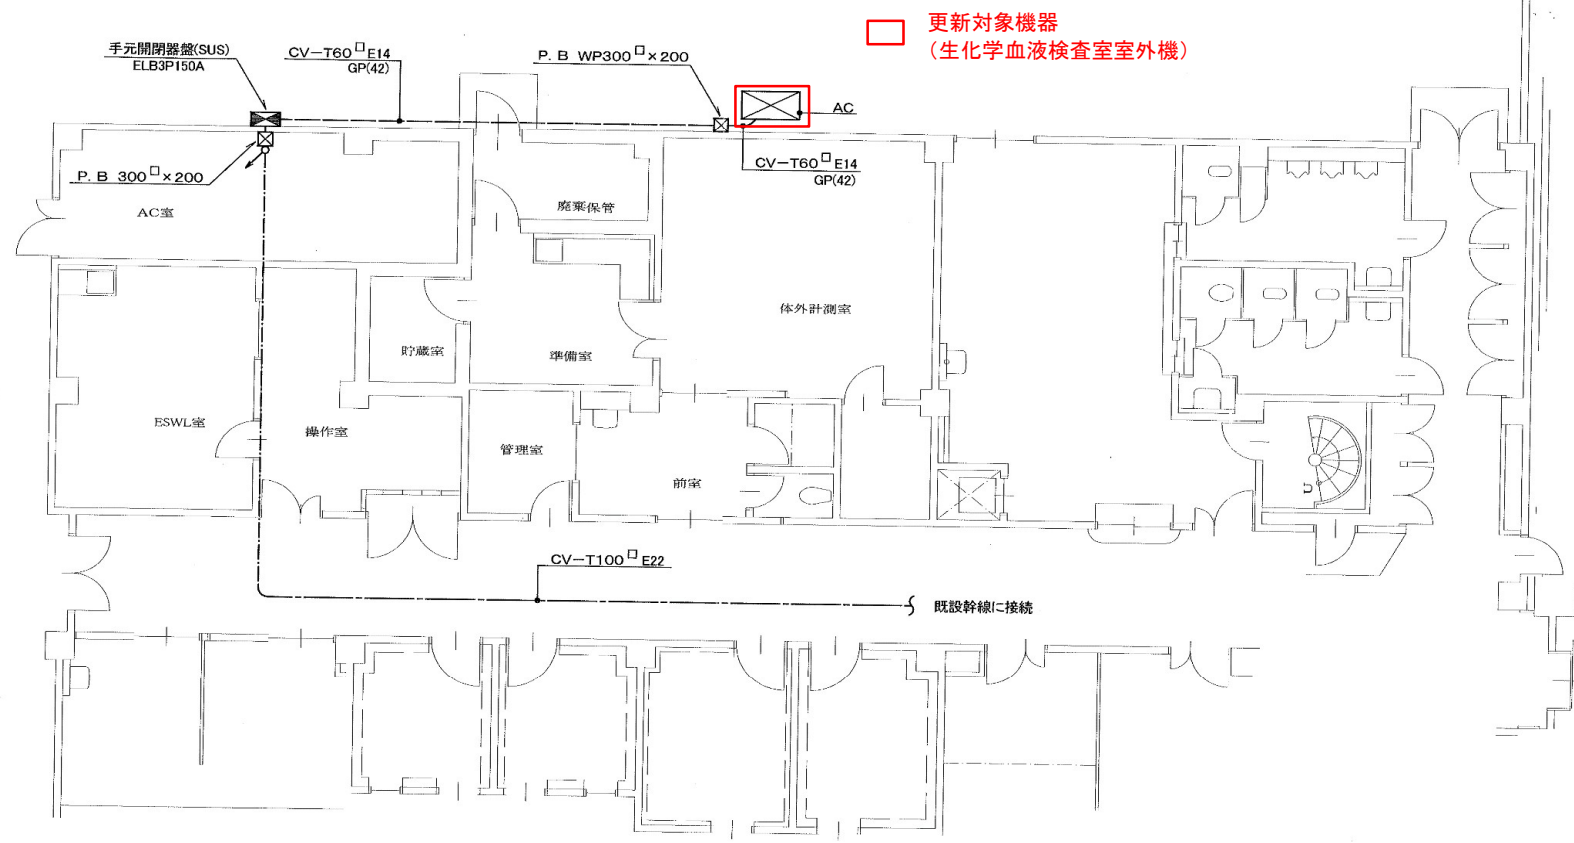 更新対象機器
（生化学血液検査室室外機）
手元開閉器盤(SUS)
ELB3P150A
CV－T60□ E14
GP(42)
P. B WP300□×200
AC
CV－T60□ E14
GP(42)
P. B 300□×200
AC室
廃棄保管
体外計測室
貯蔵室
準備室
ESWL室
操作室
管理室
前室
CV－T100□ E22
既設幹線に接続